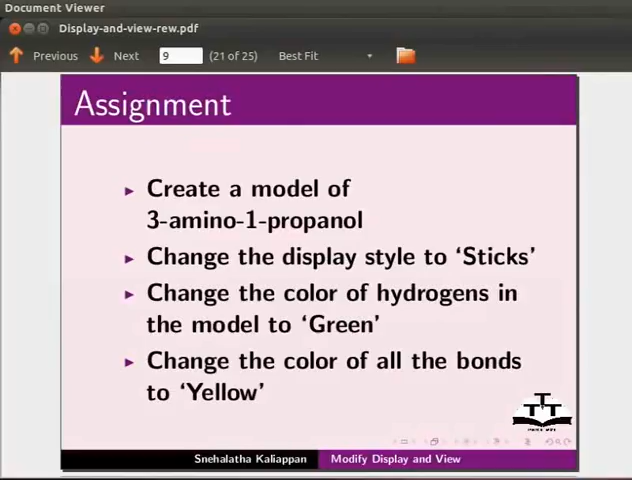 Document Viewer
Display-and-view-rew.pdf
Previous Next 9 (21 of 25) Best Fit
Assignment
Create a model of
3-amino-1-propanol
Change the display style to ‘Sticks’
Change the color of hydrogens in
the model to ‘Green’
Change the color of all the bonds
to ‘Yellow’
Snehalatha Kaliappan Modify Display and View